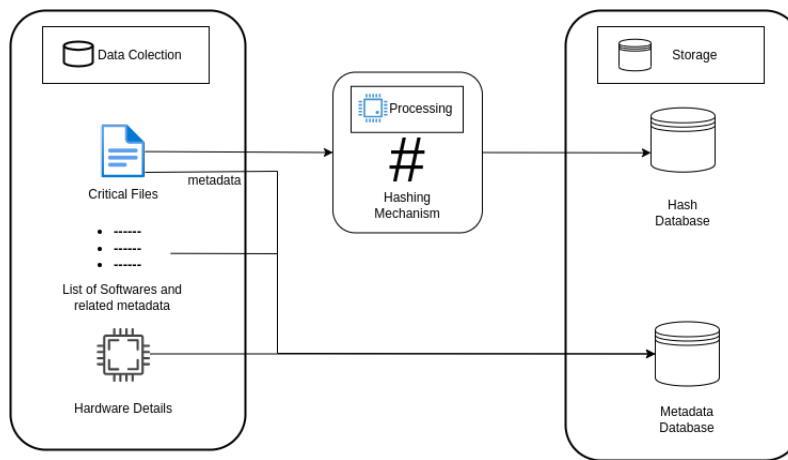 Data Colection
Critical Files
metadata
------
------
------
List of Softwares and
related metadata
Hardware Details
Processing
#
Hashing
Mechanism
Storage
Hash
Database
Metadata
Database